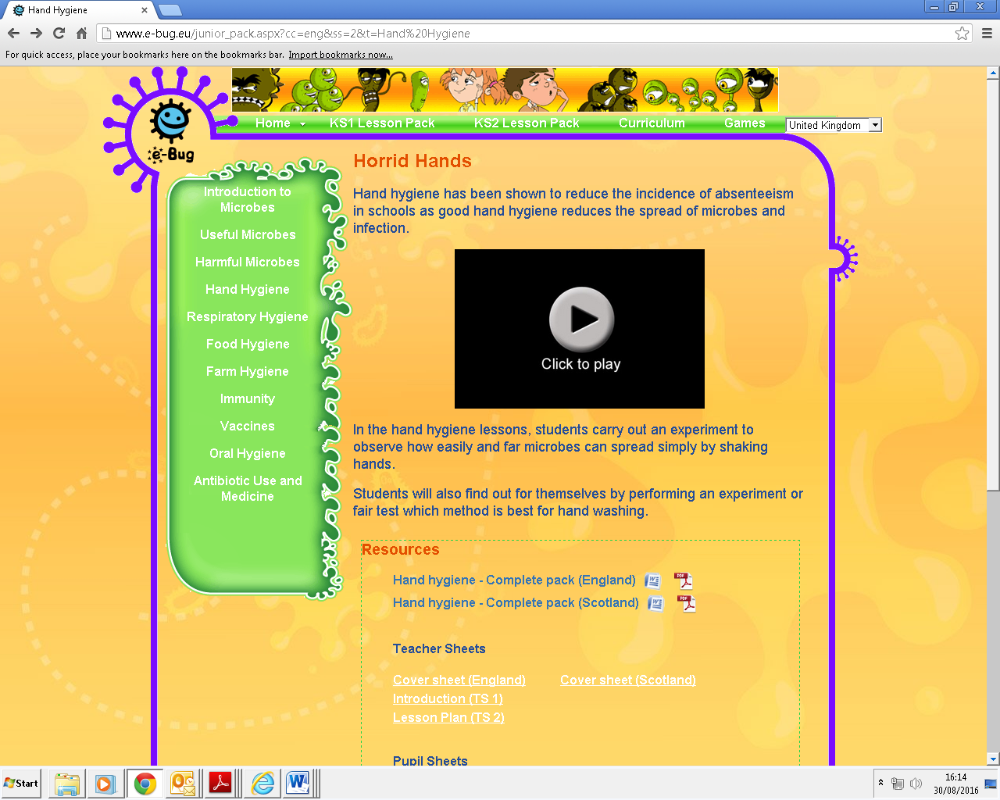 Hand Hygiene
www.e-bug.eu/junior_pack.aspx?cc=eng&ss=2&t=Hand%20Hygiene
For quick access, place your bookmarks here on the bookmarks bar. Import bookmarks now...
e-Bug
Home KS1 Lesson Pack KS2 Lesson Pack Curriculum Games United Kingdom
Introduction to
Microbes
Useful Microbes
Harmful Microbes
Hand Hygiene
Respiratory Hygiene
Food Hygiene
Farm Hygiene
Immunity
Vaccines
Oral Hygiene
Antibiotic Use and
Medicine
Horrid Hands
Hand hygiene has been shown to reduce the incidence of absenteeism
in schools as good hand hygiene reduces the spread of microbes and
infection.
Click to play
In the hand hygiene lessons, students carry out an experiment to
observe how easily and far microbes can spread simply by shaking
hands.
Students will also find out for themselves by performing an experiment or
fair test which method is best for hand washing.
Resources
Hand hygiene - Complete pack (England) W PDF
Hand hygiene - Complete pack (Scotland) W PDF
Teacher Sheets
Cover sheet (England) Cover sheet (Scotland)
Introduction (TS 1)
Lesson Plan (TS 2)
Pupil Sheets
Start
16:14
30/08/2016